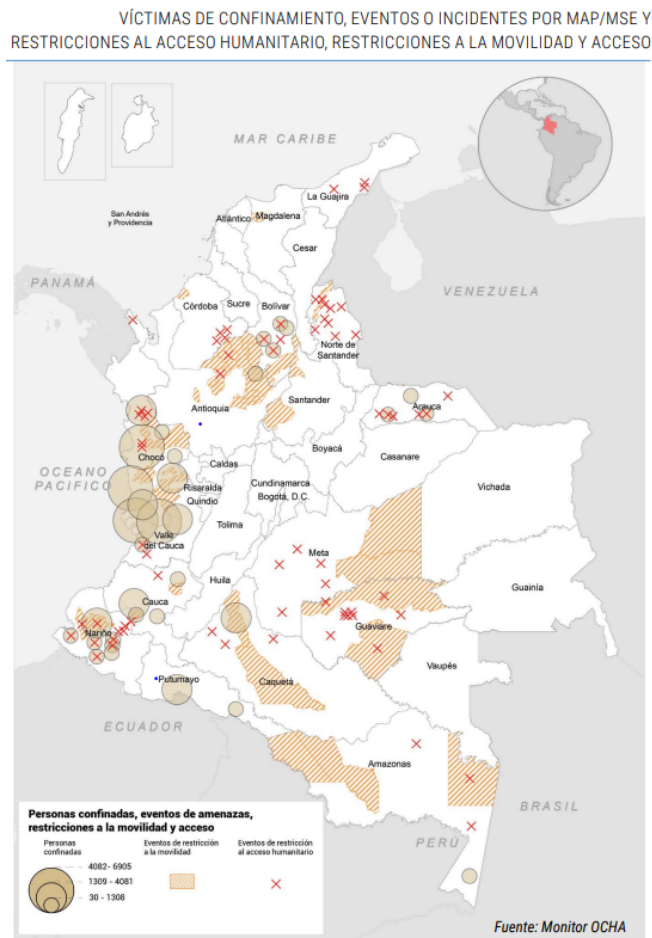 VÍCTIMAS DE CONFINAMIENTO, EVENTOS O INCIDENTES POR MAP/MSE Y
RESTRICCIONES AL ACCESO HUMANITARIO, RESTRICCIONES A LA MOVILIDAD Y ACCESO
MAR CARIBE
La Guajira
San Andrés
y Providencia
Atlántico
Magdalena
Cesar
PANAMÁ
VENEZUELA
Córdoba
Sucre
Bolívar
Norte de
Santander
Antioquia
Santander
Arauca
Chocó
Boyacá
Casanare
OCEANO
PACIFICO
Caldas
Risaralda
Cundinamarca
Vichada
Quindio
Bogotá, D.C.
Tolima
Valle
del Cauca
Meta
Huila
Guainía
Cauca
Nariño
Guaviare
Vaupés
Putumayo
Caquetá
ECUADOR
Amazonas
BRASIL
PERÚ
Personas confinadas, eventos de amenazas,
restricciones a la movilidad y acceso
Personas
confinadas
Eventos de restricción
a la movilidad
Eventos de restricción
al acceso humanitario
4082- 6905
1309 - 4081
30 - 1308
Fuente: Monitor OCHA